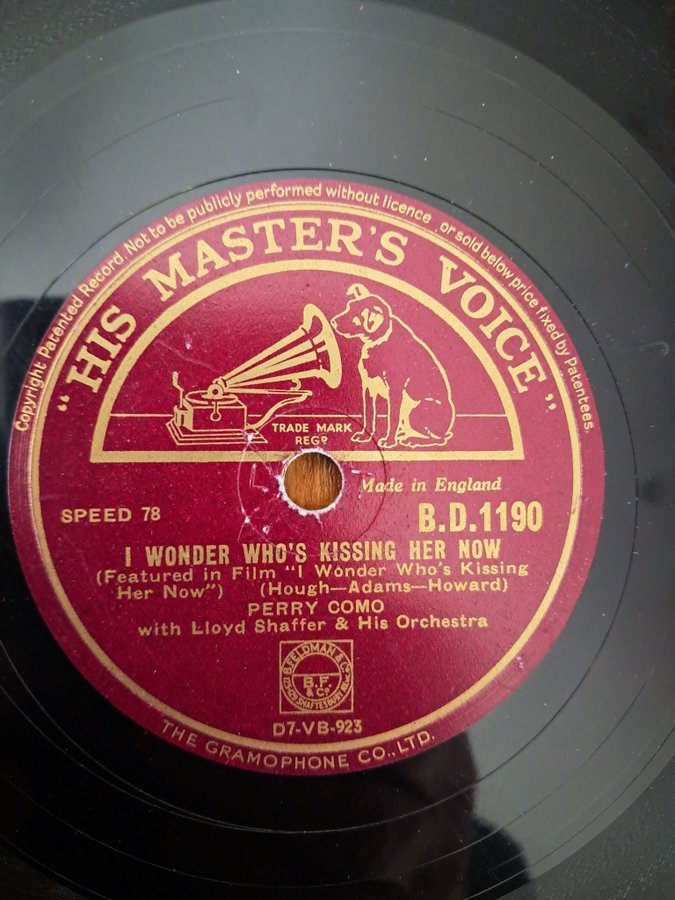 Copyright Patented Record. Not to be publicly performed without licence or sold below price fixed by Patentees.
"HIS MASTER'S VOICE"
TRADE MARK
REGD
Made in England
SPEED 78
B.D.1190
I WONDER WHO'S KISSING HER NOW
(Featured in Film "I Wonder Who's Kissing
Her Now") (Hough—Adams—Howard)
PERRY COMO
with Lloyd Shaffer & His Orchestra
B. FELDMAN & Co
B.F.
& Co
SHAFTESBURY
D7-VB-923
THE GRAMOPHONE CO., LTD.